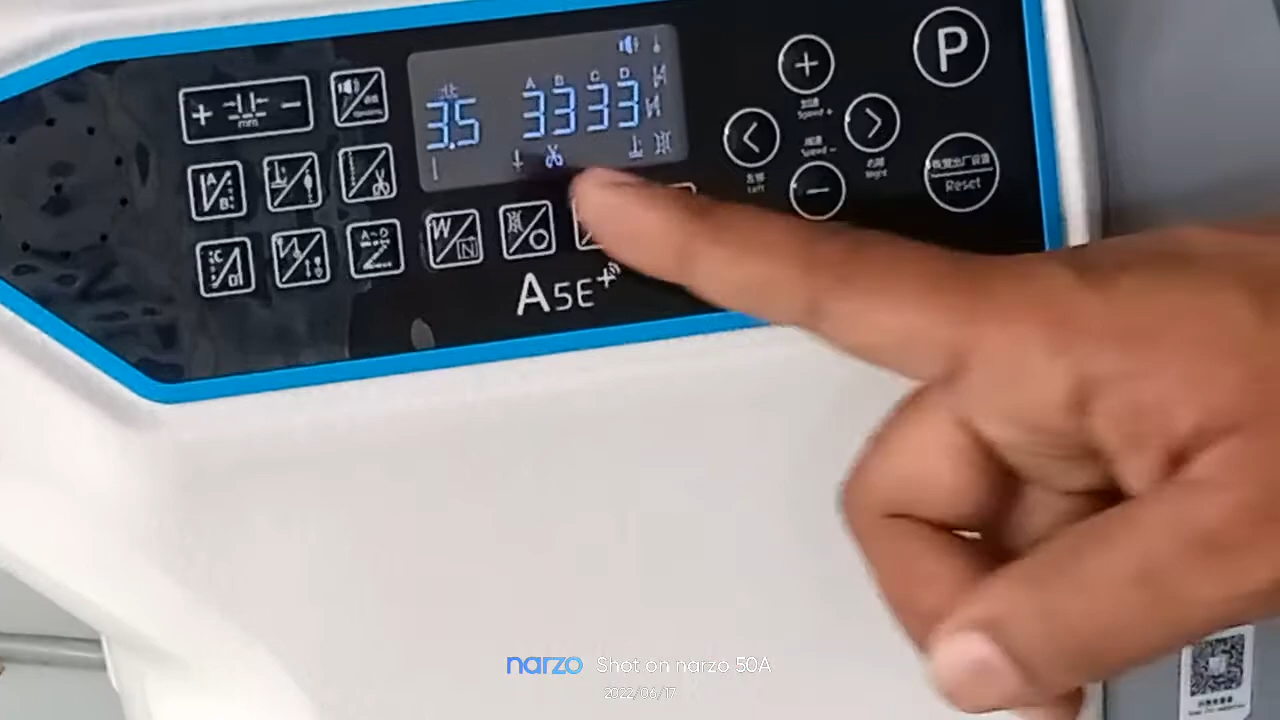 P
A B C D
3.5 3333
+ - mm
加速
Speed +
减速
Speed -
左移
Left
右移
Right
恢复出厂设置
Reset
A
B
C
D
A~D
W
N
A5E+
narzo Shot on narzo 50A
2022/06/17